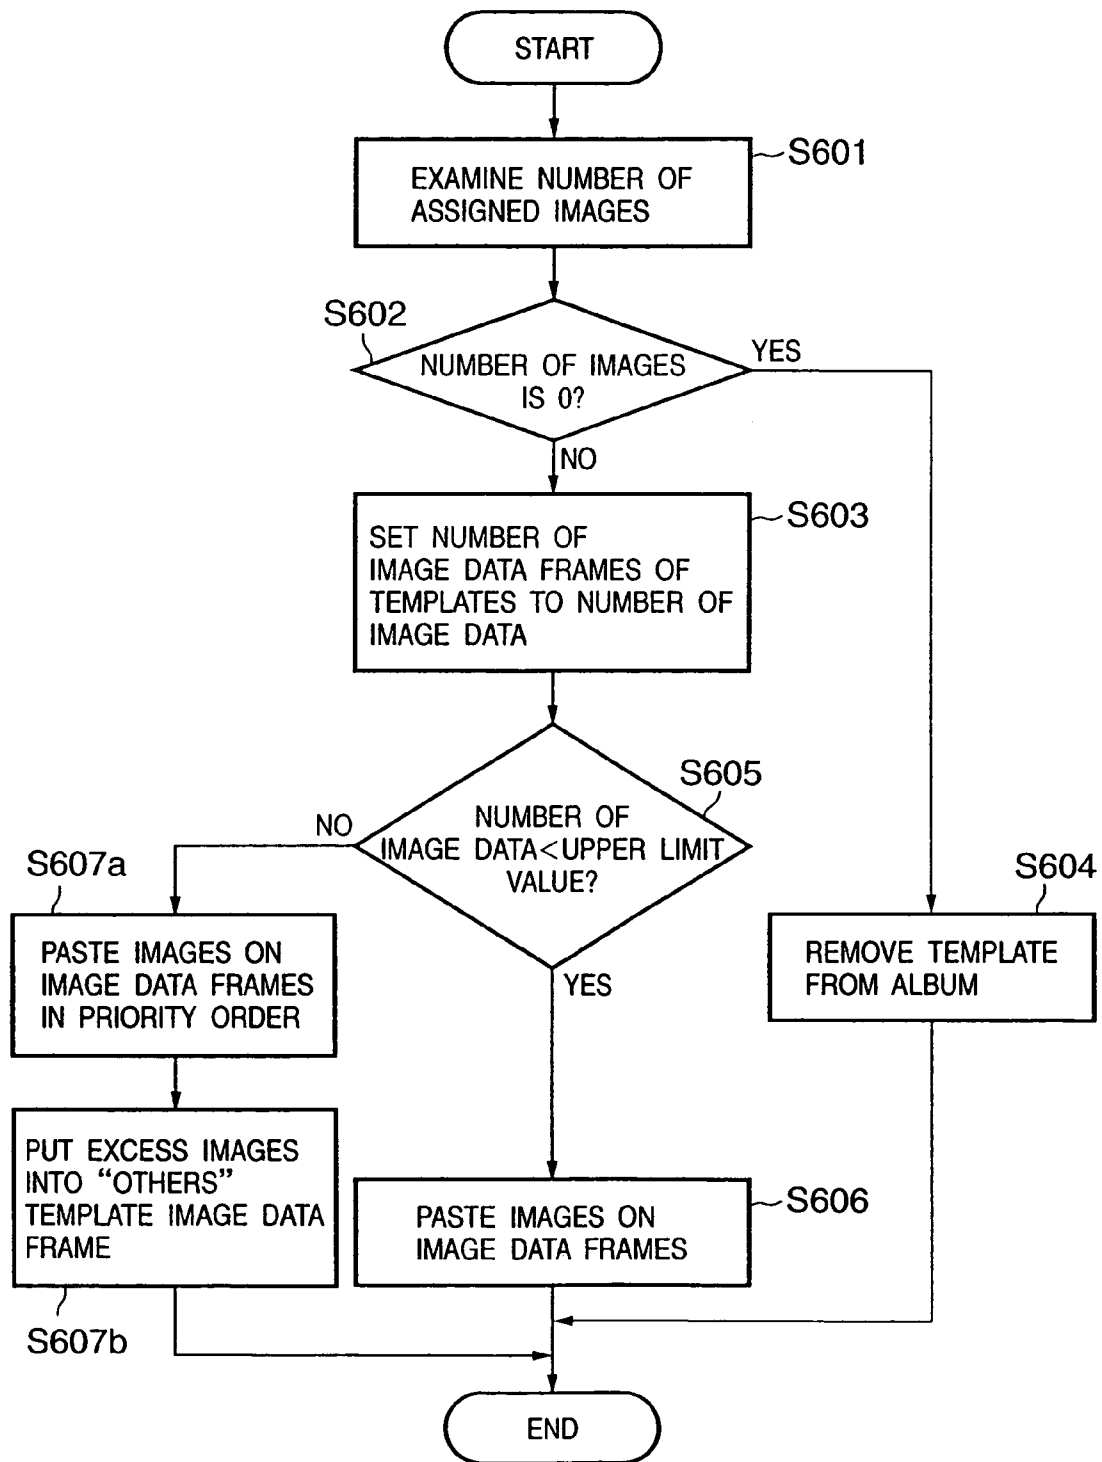 START
S601
EXAMINE NUMBER OF
ASSIGNED IMAGES
S602
NUMBER OF IMAGES
IS 0?
YES
NO
S603
SET NUMBER OF
IMAGE DATA FRAMES OF
TEMPLATES TO NUMBER OF
IMAGE DATA
S605
NUMBER OF
IMAGE DATA<UPPER LIMIT
VALUE?
NO
YES
S607a
PASTE IMAGES ON
IMAGE DATA FRAMES
IN PRIORITY ORDER
S604
REMOVE TEMPLATE
FROM ALBUM
PUT EXCESS IMAGES
INTO “OTHERS”
TEMPLATE IMAGE DATA
FRAME
S607b
S606
PASTE IMAGES ON
IMAGE DATA FRAMES
END